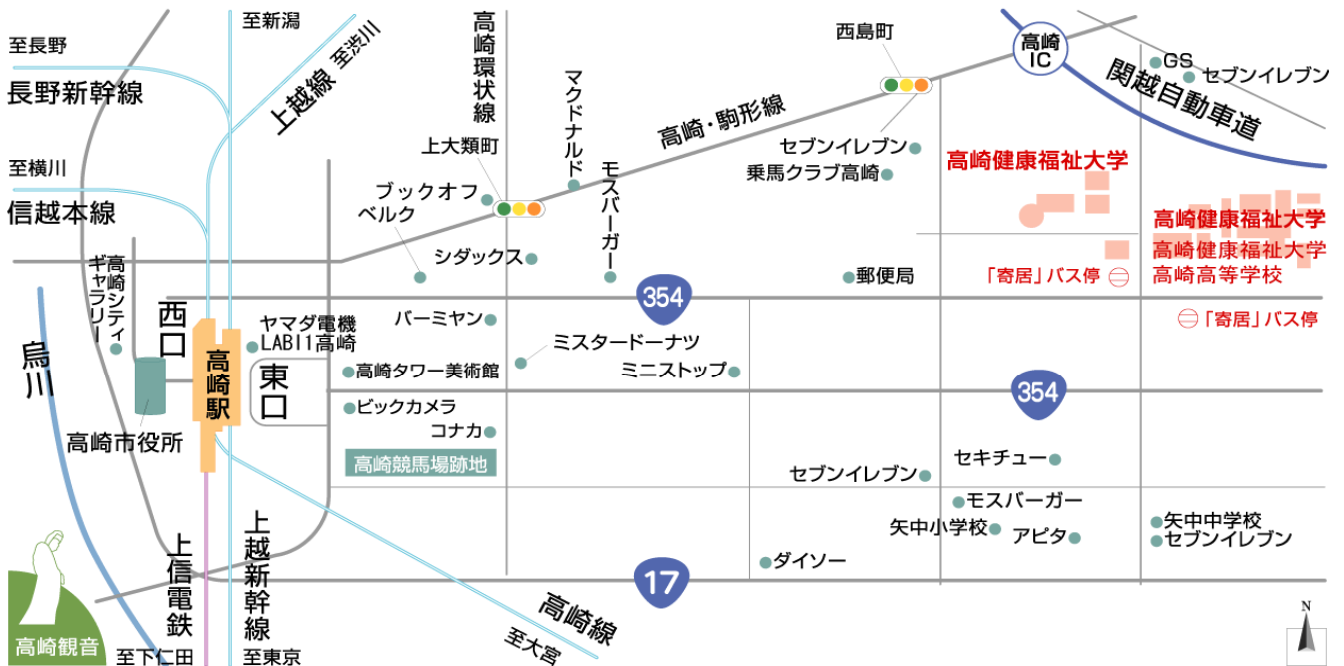 至新潟
至長野
長野新幹線
上越線 至渋川
高崎環状線
マクドナルド
西島町
高崎IC
GS
セブンイレブン
関越自動車道
高崎・駒形線
上大類町
セブンイレブン
乗馬クラブ高崎
高崎健康福祉大学
至横川
信越本線
ブックオフ
ベルク
モスバーガー
シダックス
高崎健康福祉大学
高崎健康福祉大学
高崎高等学校
郵便局
「寄居」バス停
高崎シティ
ギャラリー
354
「寄居」バス停
烏川
西口
高崎駅
ヤマダ電機
LABI1高崎
東口
バーミヤン
ミスタードーナツ
高崎タワー美術館
ミニストップ
354
高崎市役所
ビックカメラ
コナカ
高崎競馬場跡地
セブンイレブン
セキチュー
モスバーガー
矢中小学校
アピタ
矢中中学校
セブンイレブン
ダイソー
17
上信電鉄
上越新幹線
高崎線
至大宮
高崎観音
至下仁田
至東京
N